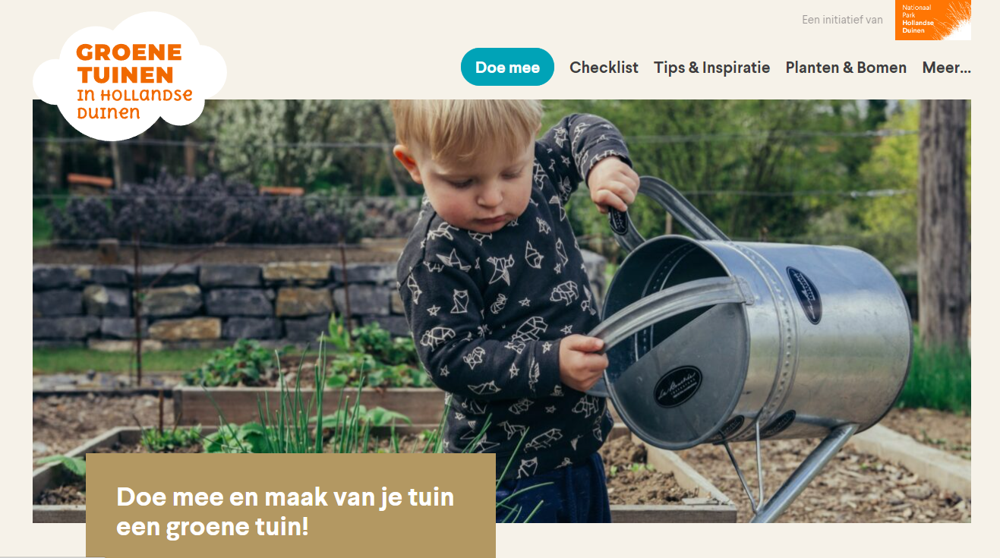 Een initiatief van
Nationaal
Park
Hollandse
Duinen
GROENE
TUINEN
IN HOLLANDSE
DUINEN
Doe mee
Checklist
Tips & Inspiratie
Planten & Bomen
Meer...
Doe mee en maak van je tuin
een groene tuin!